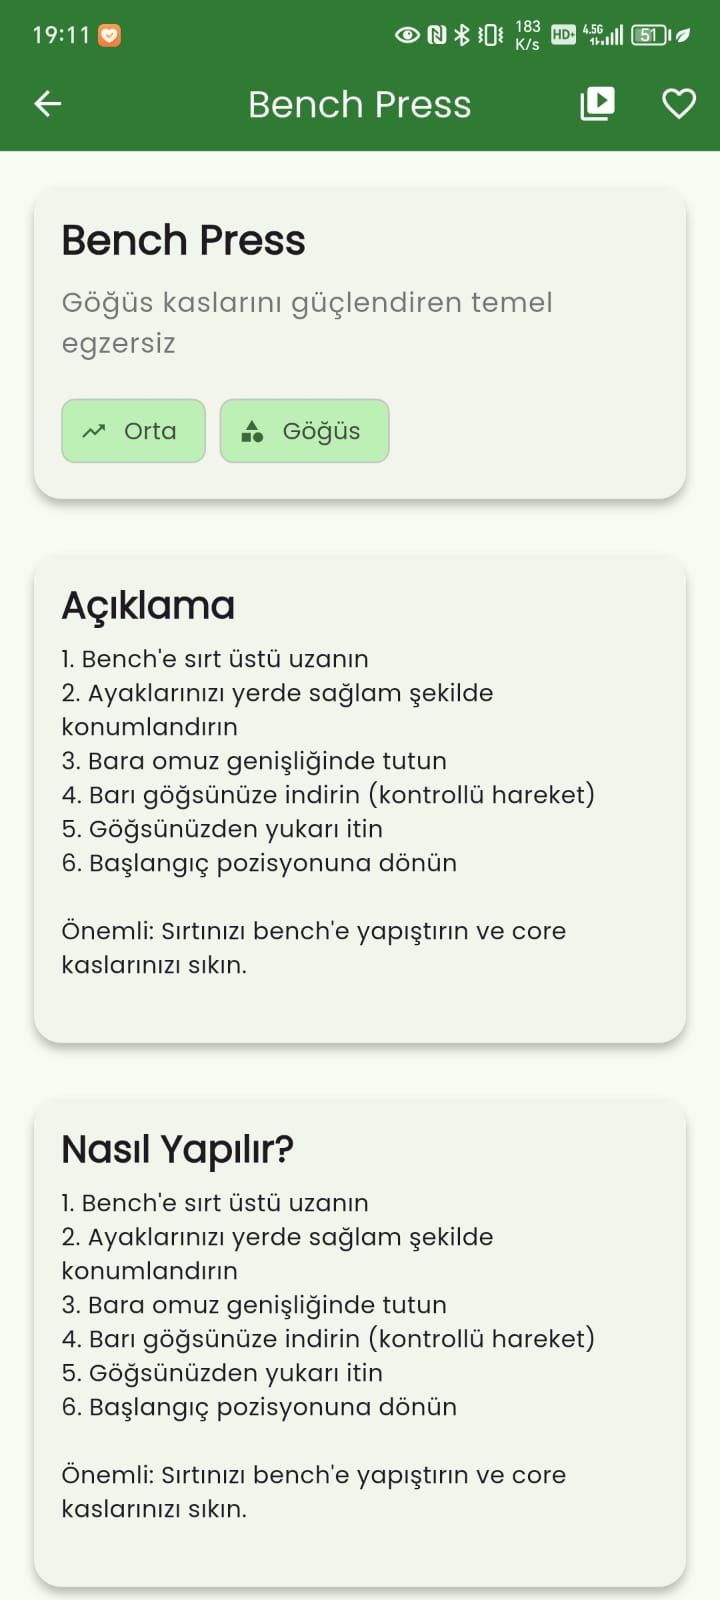 19:11
183
K/s
HD+
4.5G
51
Bench Press
Bench Press
Göğüs kaslarını güçlendiren temel
egzersiz
Orta
Göğüs
Açıklama
1. Bench'e sırt üstü uzanın
2. Ayaklarınızı yerde sağlam şekilde
konumlandırın
3. Bara omuz genişliğinde tutun
4. Barı göğsünüze indirin (kontrollü hareket)
5. Göğsünüzden yukarı itin
6. Başlangıç pozisyonuna dönün
Önemli: Sırtınızı bench'e yapıştırın ve core
kaslarınızı sıkın.
Nasıl Yapılır?
1. Bench'e sırt üstü uzanın
2. Ayaklarınızı yerde sağlam şekilde
konumlandırın
3. Bara omuz genişliğinde tutun
4. Barı göğsünüze indirin (kontrollü hareket)
5. Göğsünüzden yukarı itin
6. Başlangıç pozisyonuna dönün
Önemli: Sırtınızı bench'e yapıştırın ve core
kaslarınızı sıkın.